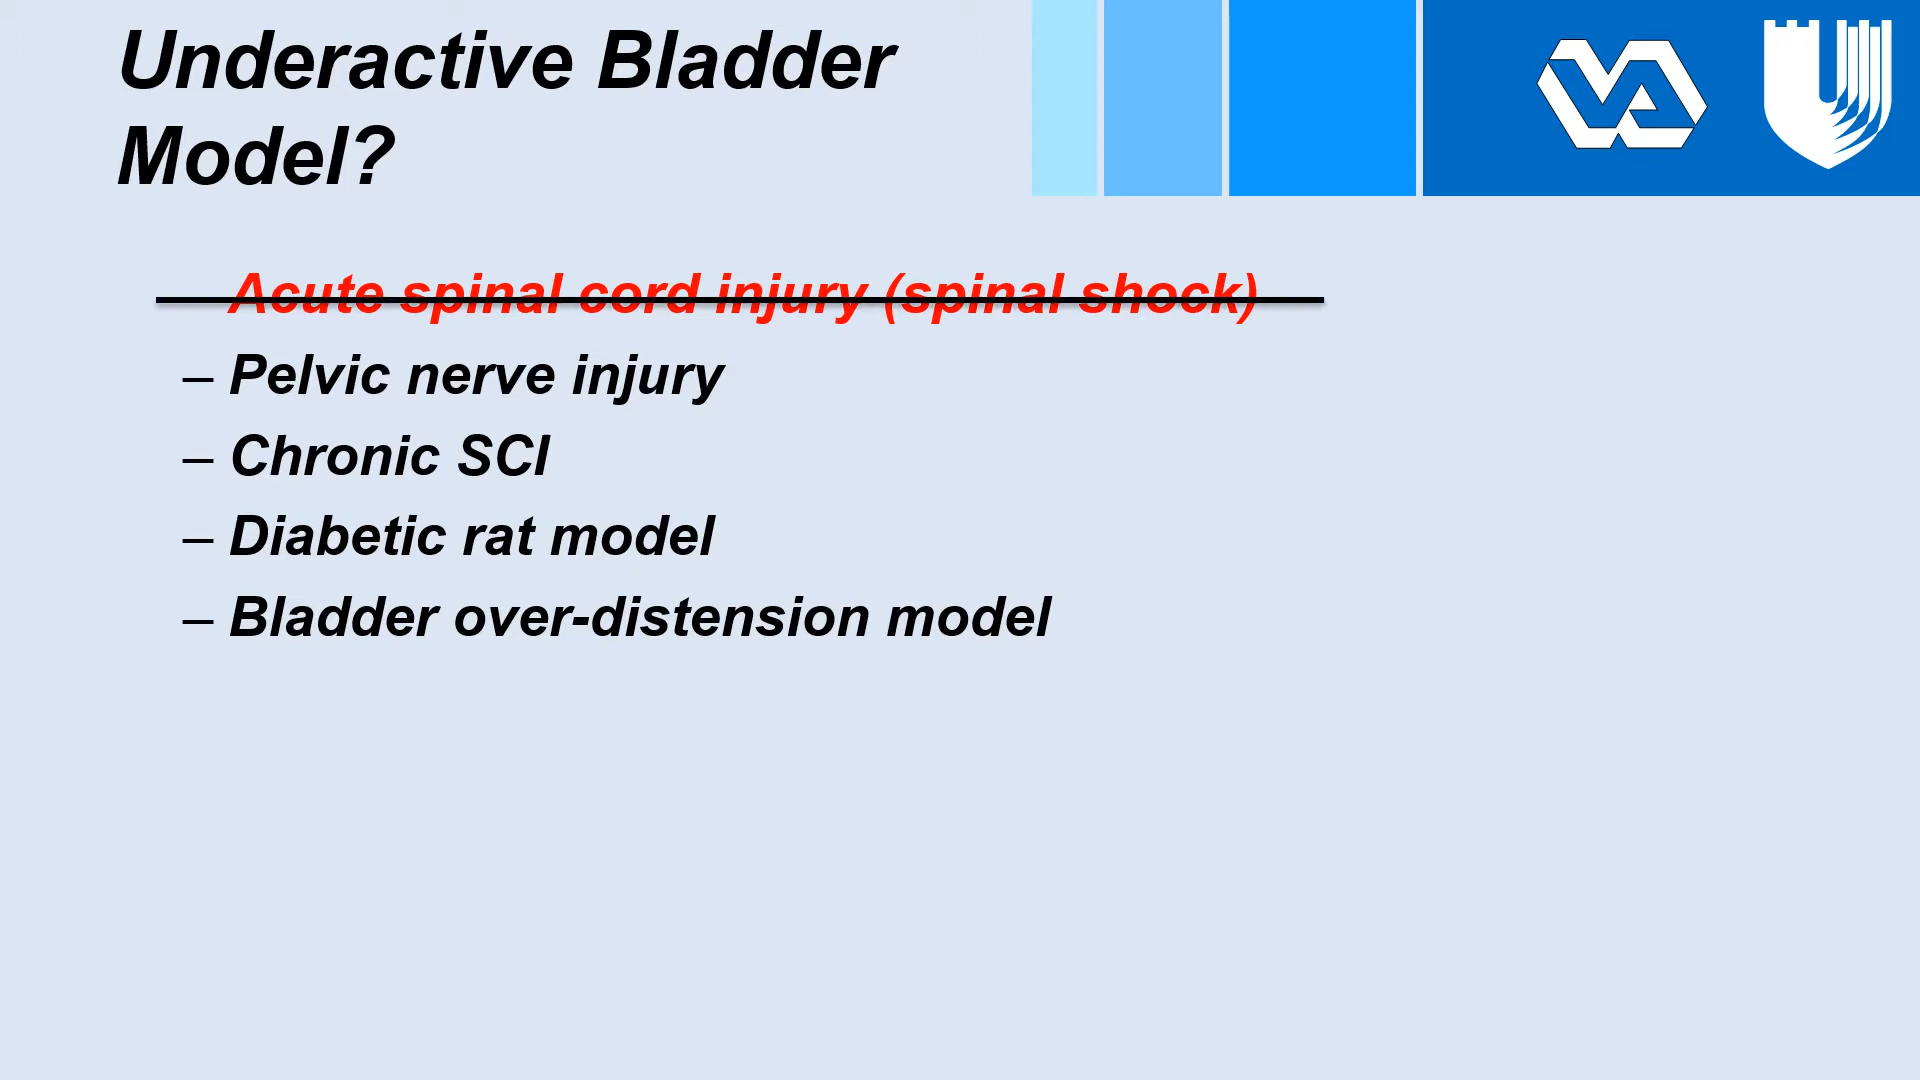 Underactive Bladder
Model?
Acute spinal cord injury (spinal shock)
– Pelvic nerve injury
– Chronic SCI
– Diabetic rat model
– Bladder over-distension model
VA